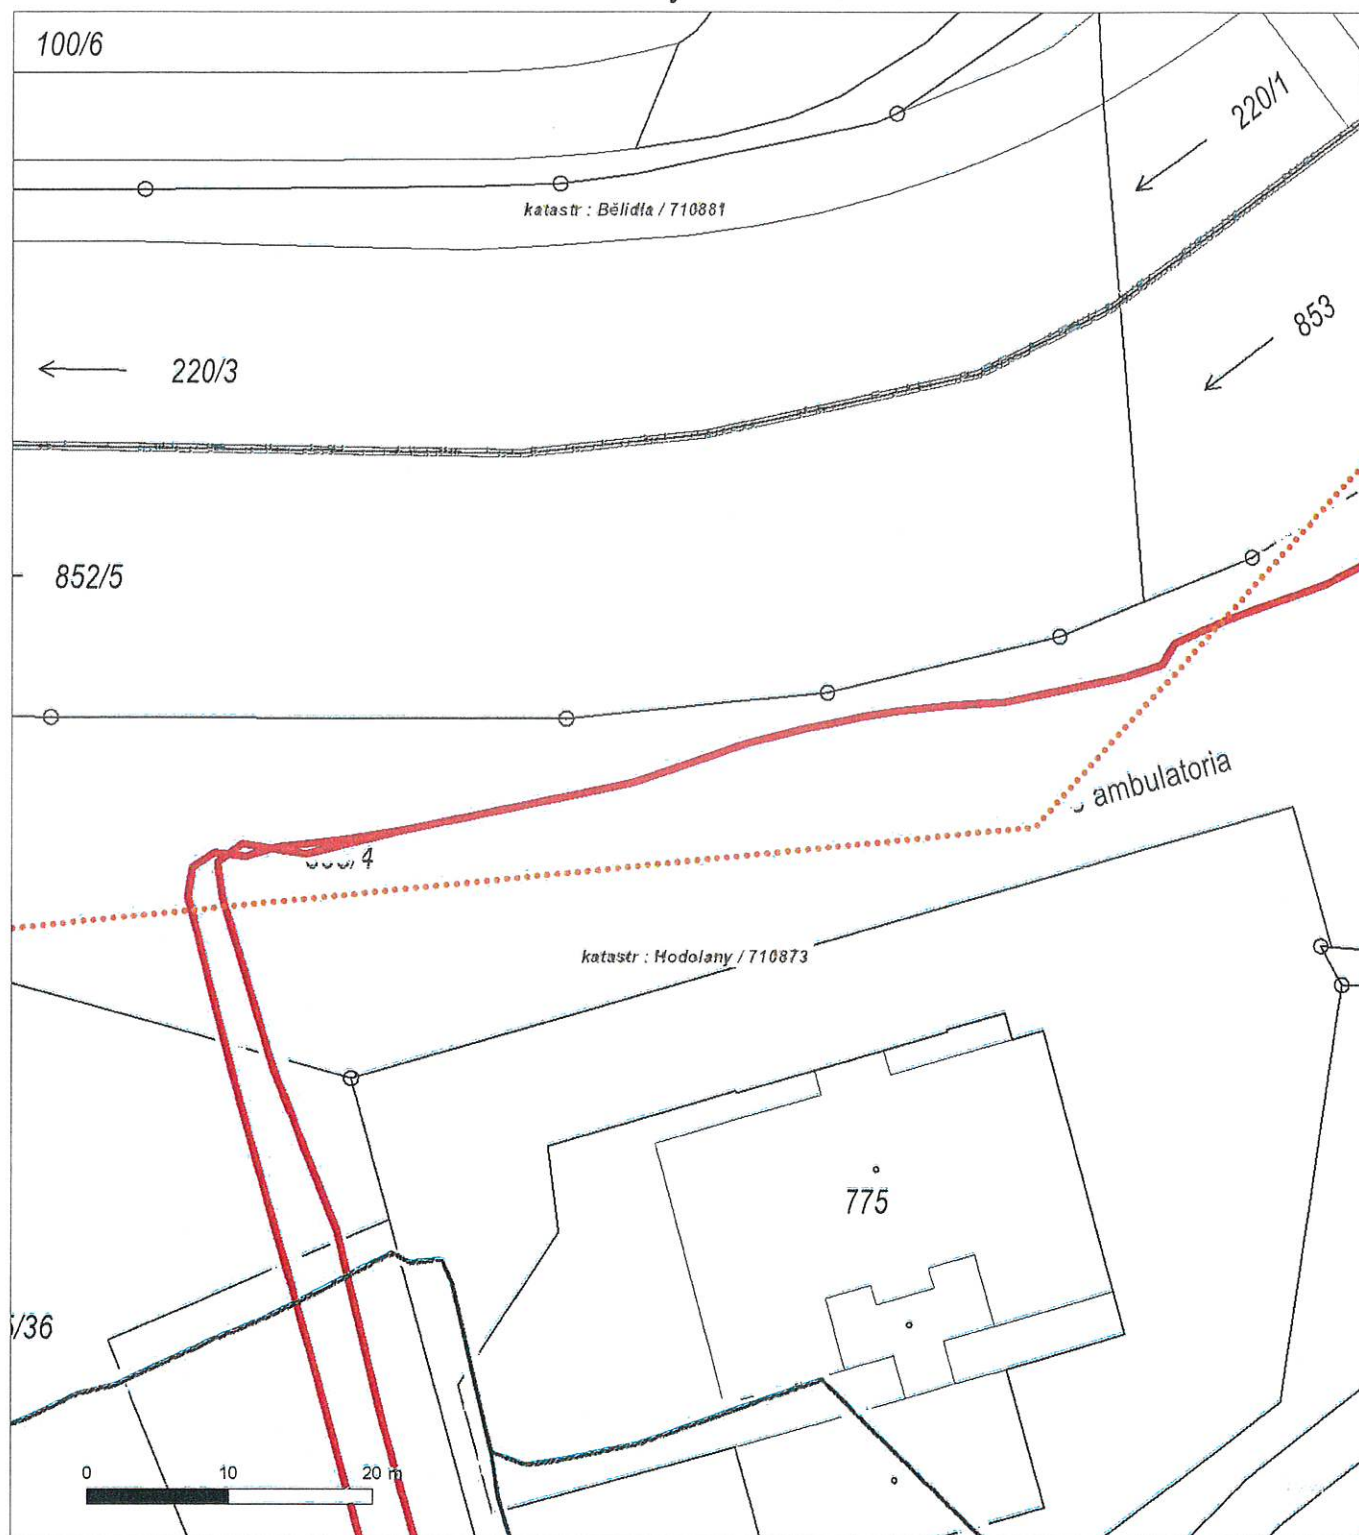 100/6
220/1
katastr : Bělidla / 710881
853
220/3
852/5
ambulatoria
katastr : Hodolany / 710873
775
/36
0 10 20 m